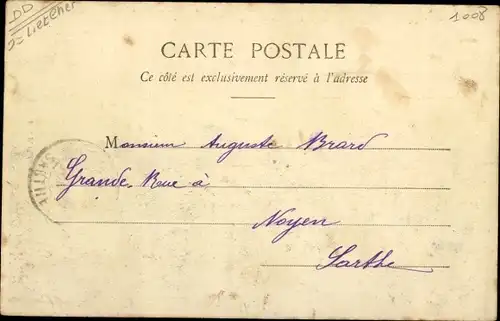 DD
1008
CARTE POSTALE
Ce côté est exclusivement réservé à l'adresse
Monsieur Auguste Brard
Grande Rue à
Noyen
Sarthe